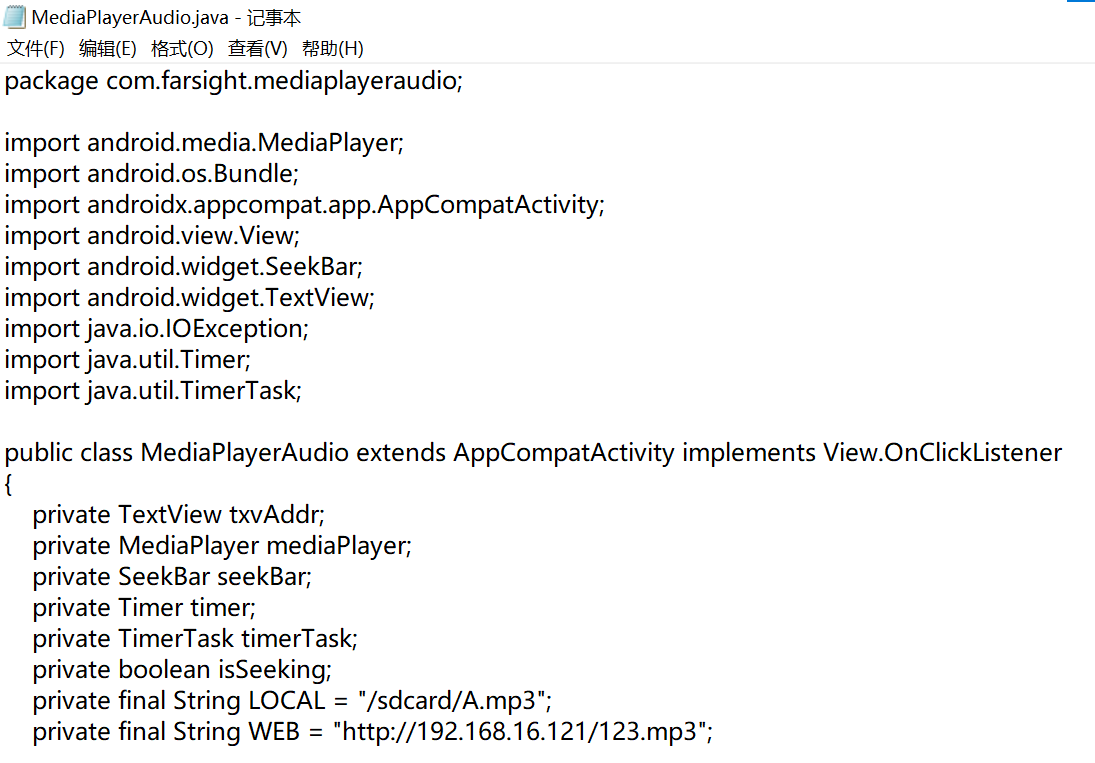 MediaPlayerAudio.java - 记事本
文件(F) 编辑(E) 格式(O) 查看(V) 帮助(H)
package com.farsight.mediaplayeraudio;
import android.media.MediaPlayer;
import android.os.Bundle;
import androidx.appcompat.app.AppCompatActivity;
import android.view.View;
import android.widget.SeekBar;
import android.widget.TextView;
import java.io.IOException;
import java.util.Timer;
import java.util.TimerTask;
public class MediaPlayerAudio extends AppCompatActivity implements View.OnClickListener
{
private TextView txvAddr;
private MediaPlayer mediaPlayer;
private SeekBar seekBar;
private Timer timer;
private TimerTask timerTask;
private boolean isSeeking;
private final String LOCAL = "/sdcard/A.mp3";
private final String WEB = "http://192.168.16.121/123.mp3";